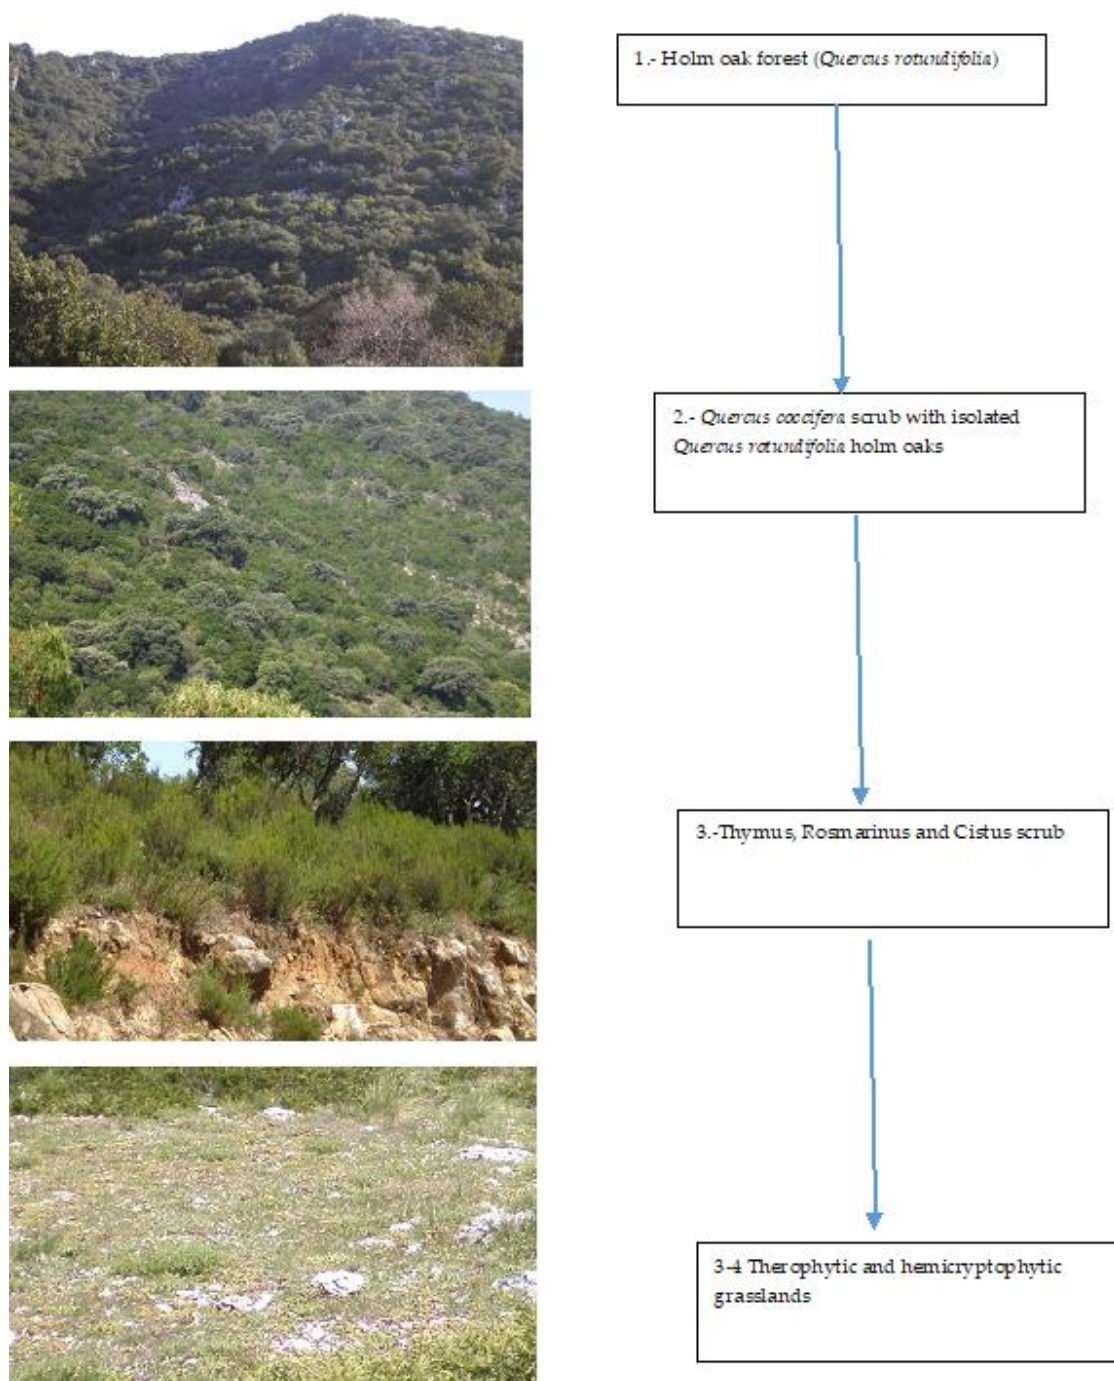 1.- Holm oak forest (Quercus rotundifolia)
2.- Quercus coccifera scrub with isolated
Quercus rotundifolia holm oaks
3.-Thymus, Rosmarinus and Cistus scrub
3-4 Therophytic and hemicryptophytic
grasslands